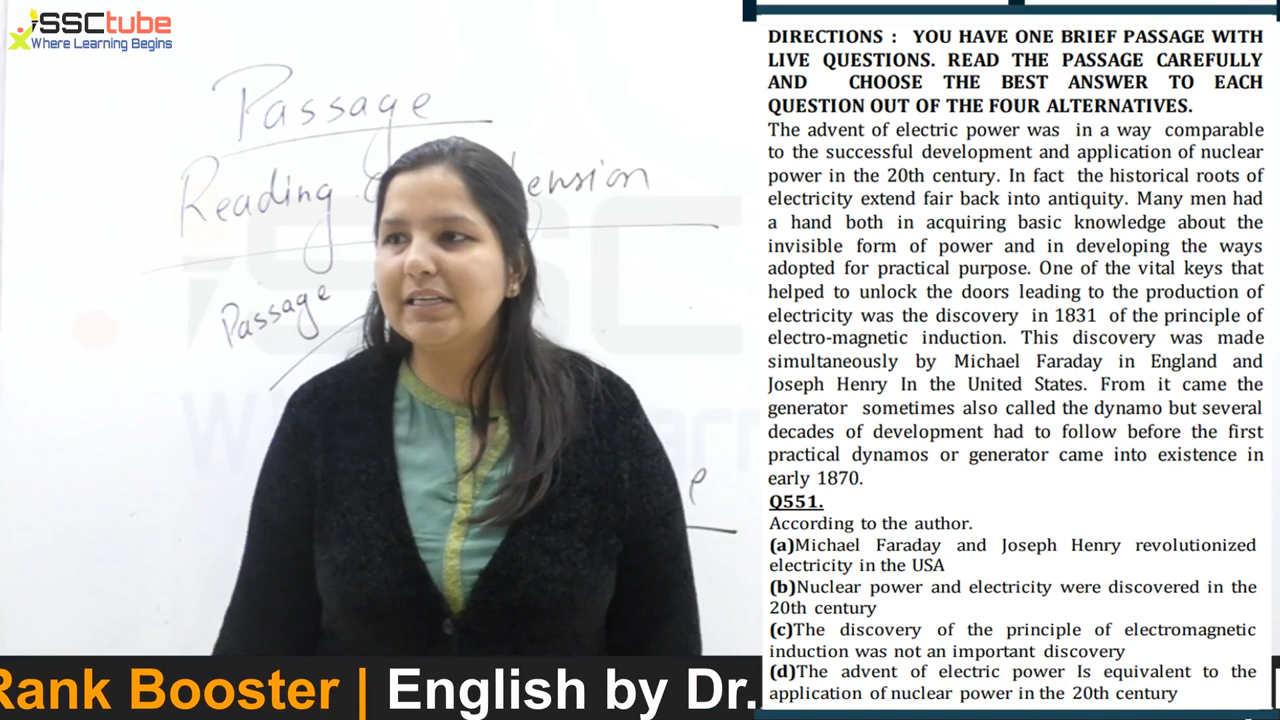 SSCtube
Where Learning Begins
Passage
Reading
ension
Passage
e
DIRECTIONS : YOU HAVE ONE BRIEF PASSAGE WITH
LIVE QUESTIONS. READ THE PASSAGE CAREFULLY
AND CHOOSE THE BEST ANSWER TO EACH
QUESTION OUT OF THE FOUR ALTERNATIVES.
The advent of electric power was in a way comparable
to the successful development and application of nuclear
power in the 20th century. In fact the historical roots of
electricity extend fair back into antiquity. Many men had
a hand both in acquiring basic knowledge about the
invisible form of power and in developing the ways
adopted for practical purpose. One of the vital keys that
helped to unlock the doors leading to the production of
electricity was the discovery in 1831 of the principle of
electro-magnetic induction. This discovery was made
simultaneously by Michael Faraday in England and
Joseph Henry In the United States. From it came the
generator sometimes also called the dynamo but several
decades of development had to follow before the first
practical dynamos or generator came into existence in
early 1870.
Q551.
According to the author.
(a)Michael Faraday and Joseph Henry revolutionized
electricity in the USA
(b)Nuclear power and electricity were discovered in the
20th century
(c)The discovery of the principle of electromagnetic
induction was not an important discovery
(d)The advent of electric power Is equivalent to the
application of nuclear power in the 20th century
Rank Booster | English by Dr.